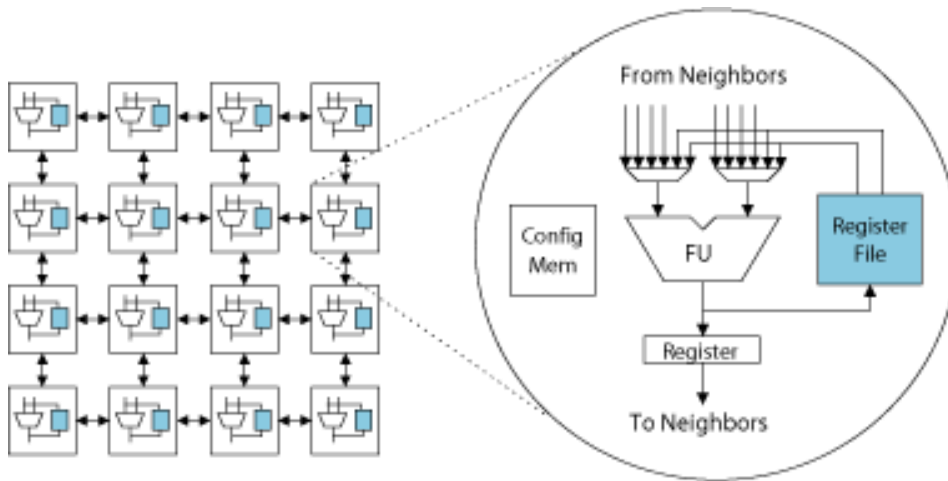 From Neighbors
Config
Mem
FU
Register
File
Register
To Neighbors